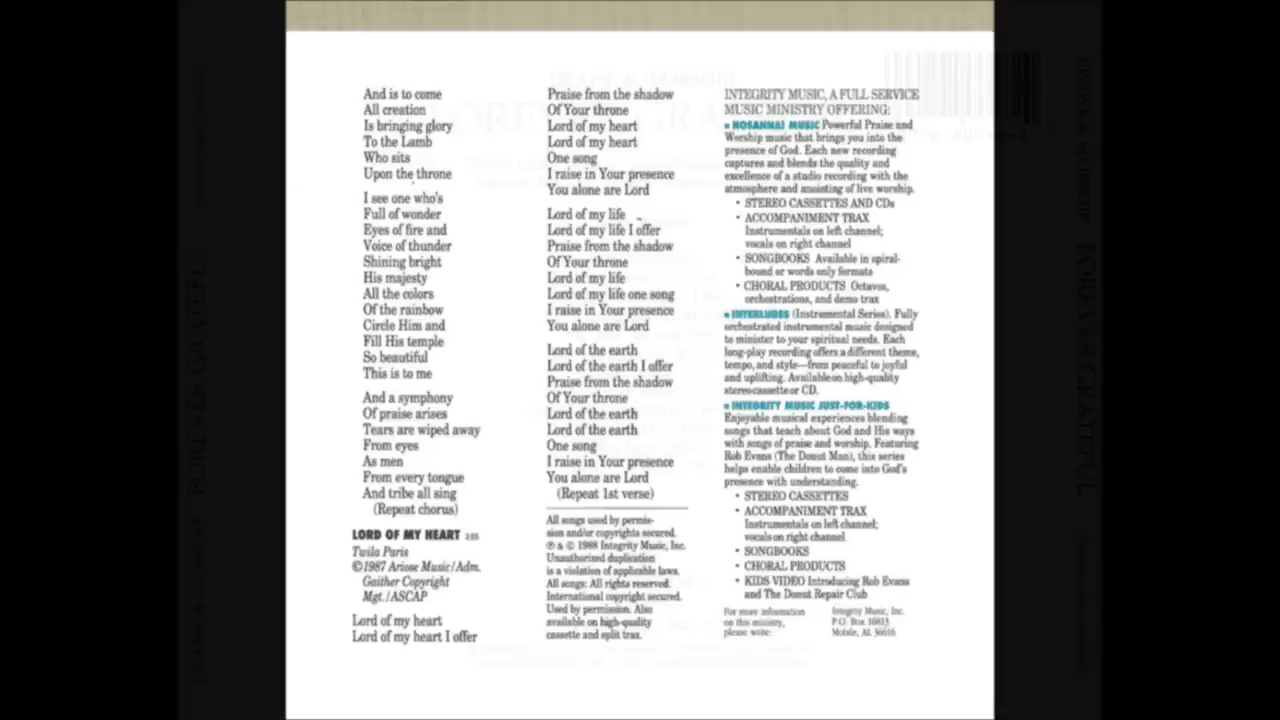 And is to come
All creation
Is bringing glory
To the Lamb
Who sits
Upon the throne
I see one who's
Full of wonder
Eyes of fire and
Voice of thunder
Shining bright
His majesty
All the colors
Of the rainbow
Circle Him and
Fill His temple
So beautiful
This is to me
And a symphony
Of praise arises
Tears are wiped away
From eyes
As men
From every tongue
And tribe all sing
(Repeat chorus)
LORD OF MY HEART
Twila Paris
©1987 Ariose Music/Adm.
Gaither Copyright
Mgt./ASCAP
Lord of my heart
Lord of my heart I offer
Praise from the shadow
Of Your throne
Lord of my heart
Lord of my heart
One song
I raise in Your presence
You alone are Lord
Lord of my life
Lord of my life I offer
Praise from the shadow
Of Your throne
Lord of my life
Lord of my life one song
I raise in Your presence
You alone are Lord
Lord of the earth
Lord of the earth I offer
Praise from the shadow
Of Your throne
Lord of the earth
Lord of the earth
One song
I raise in Your presence
You alone are Lord
(Repeat 1st verse)
All songs used by permis-
sion and/or copyrights secured.
℗ & © 1988 Integrity Music, Inc.
Unauthorized duplication
is a violation of applicable laws.
All songs: All rights reserved.
International copyright secured.
Used by permission. Also
available on high-quality
cassette and split trax.
INTEGRITY MUSIC, A FULL SERVICE
MUSIC MINISTRY OFFERING:
• HOSANNA! MUSIC Powerful Praise and
Worship music that brings you into the
presence of God. Each new recording
captures and blends the quality and
excellence of a studio recording with the
atmosphere and anointing of live worship.
• STEREO CASSETTES AND CDs
• ACCOMPANIMENT TRAX
Instrumentals on left channel;
vocals on right channel
• SONGBOOKS Available in spiral-
bound or words only formats
• CHORAL PRODUCTS Octavos,
orchestrations, and demo trax
• INTERLUDES (Instrumental Series). Fully
orchestrated instrumental music designed
to minister to your spiritual needs. Each
long-play recording offers a different theme,
tempo, and style—from peaceful to joyful
and uplifting. Available on high-quality
stereo cassette or CD.
• INTEGRITY MUSIC JUST-FOR-KIDS
Enjoyable musical experiences blending
songs that teach about God and His ways
with songs of praise and worship. Featuring
Rob Evans (The Donut Man), this series
helps enable children to come into God's
presence with understanding.
• STEREO CASSETTES
• ACCOMPANIMENT TRAX
Instrumentals on left channel;
vocals on right channel
• SONGBOOKS
• CHORAL PRODUCTS
• KIDS VIDEO Introducing Rob Evans
and The Donut Repair Club
For more information
on this ministry,
please write:
Integrity Music, Inc.
P.O. Box 16813
Mobile, AL 36616
FOREVER GRATEFUL
FOREVER GRATEFUL